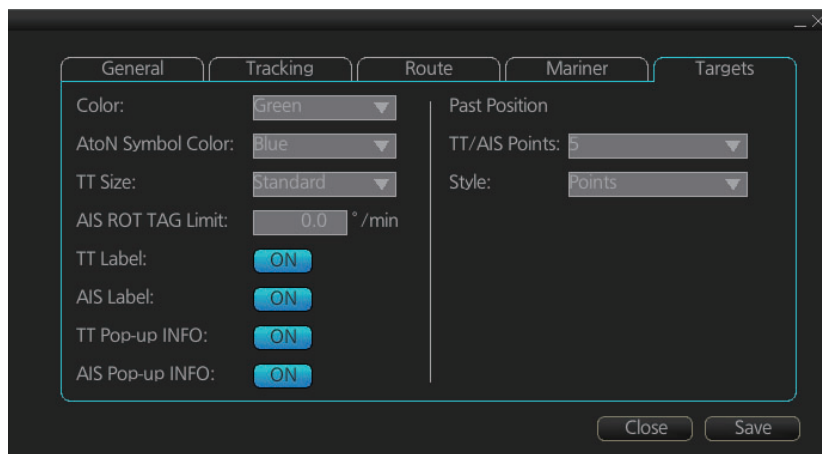 General Tracking Route Mariner Targets
Color: Green
AtoN Symbol Color: Blue
TT Size: Standard
AIS ROT TAG Limit: 0.0 °/min
TT Label: ON
AIS Label: ON
TT Pop-up INFO: ON
AIS Pop-up INFO: ON
Past Position
TT/AIS Points: 5
Style: Points
Close Save